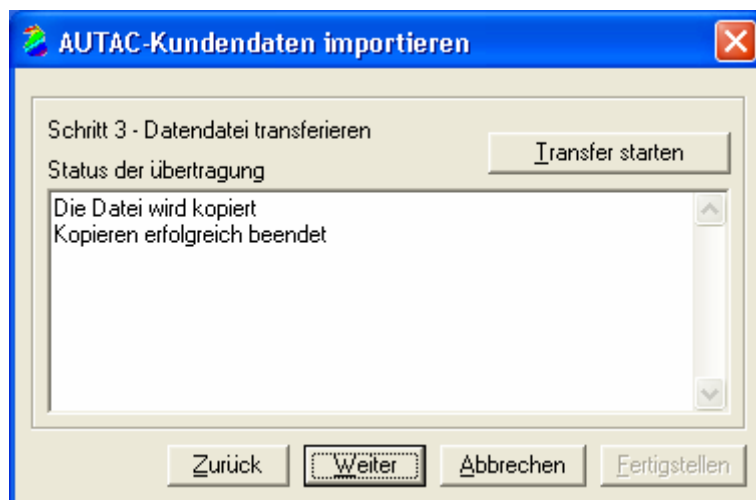 AUTAC-Kundendaten importieren
Schritt 3 - Datendatei transferieren
Transfer starten
Status der übertragung
Die Datei wird kopiert
Kopieren erfolgreich beendet
Zurück
Weiter
Abbrechen
Fertigstellen